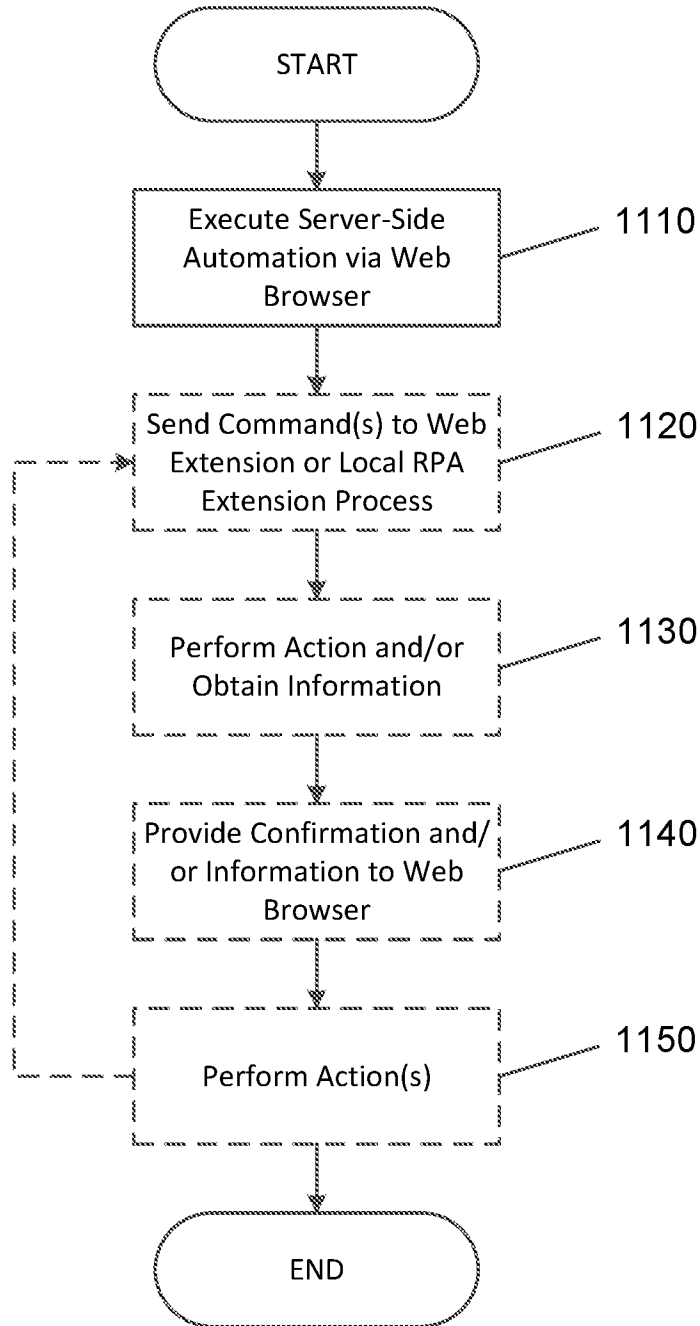 START
Execute Server-Side
Automation via Web
Browser
1110
Send Command(s) to Web
Extension or Local RPA
Extension Process
1120
Perform Action and/or
Obtain Information
1130
Provide Confirmation and/
or Information to Web
Browser
1140
Perform Action(s)
1150
END